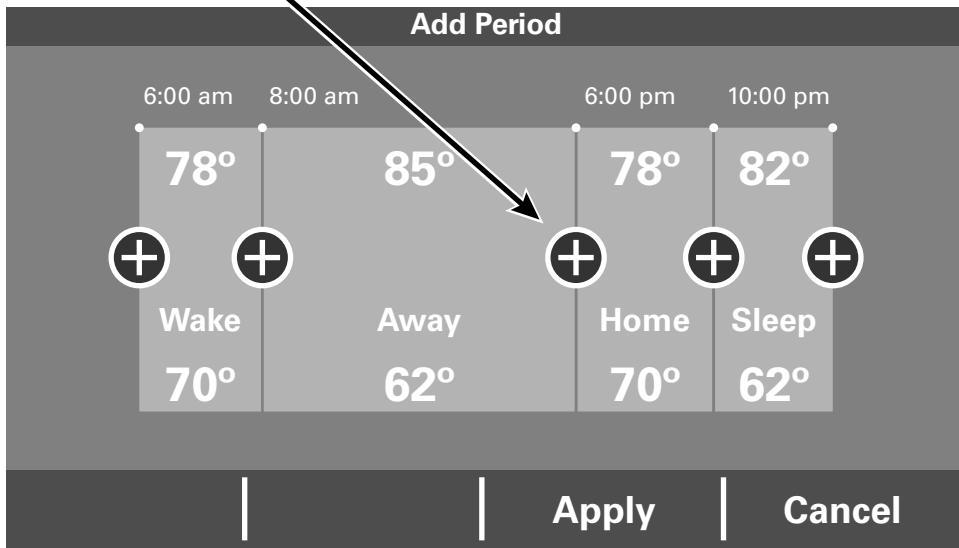 Add Period
6:00 am 8:00 am 6:00 pm 10:00 pm
78º 85º 78º 82º
Wake Away Home Sleep
70º 62º 70º 62º
Apply Cancel